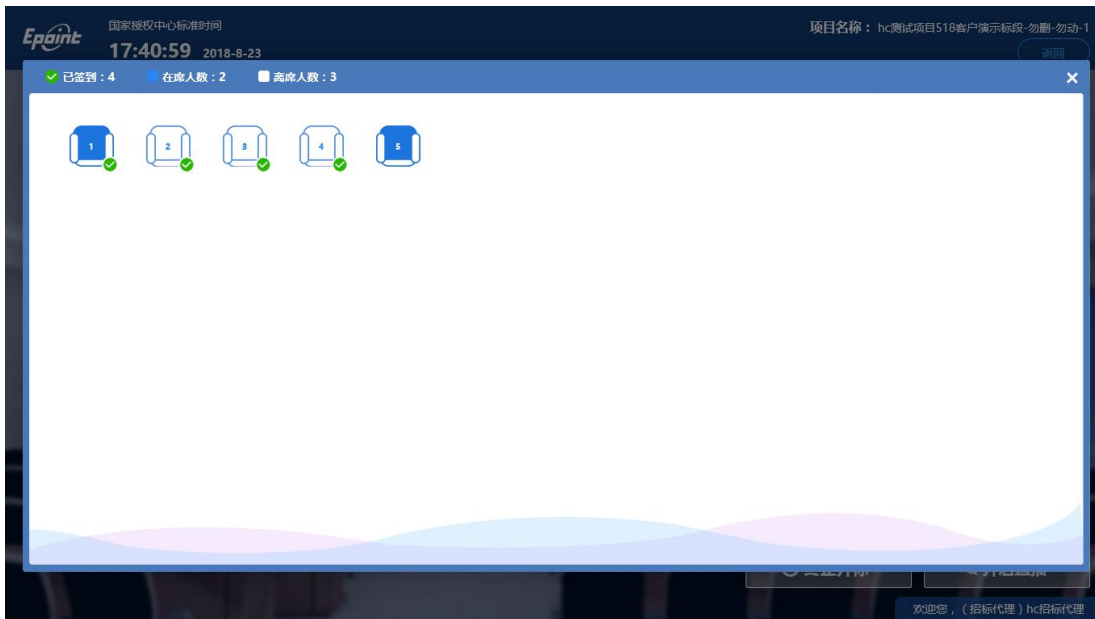 Epoint
国家授权中心标准时间
17:40:59 2018-8-23
项目名称：hc测试项目518客户演示标段-勿删-勿动-1
返回
已签到：4 在席人数：2 离席人数：3
1 2 3 4 5
欢迎您，（招标代理）hc招标代理